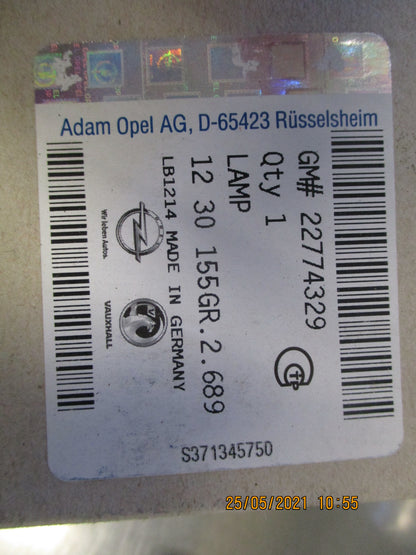 Adam Opel AG, D-65423 Rüsselsheim
GM# 22774329
Qty 1
LAMP
12 30 155GR.2.689
LB1214 MADE IN GERMANY
Wir leben Autos.
VAUXHALL
S371345750
25/05/2021 10:55